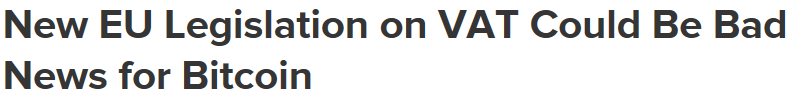 New EU Legislation on VAT Could Be Bad
News for Bitcoin